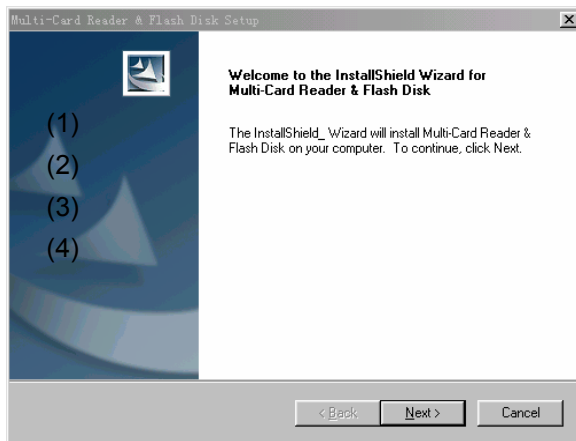 Multi-Card Reader & Flash Disk Setup
Welcome to the InstallShield Wizard for
Multi-Card Reader & Flash Disk
The InstallShield_ Wizard will install Multi-Card Reader &
Flash Disk on your computer. To continue, click Next.
(1)
(2)
(3)
(4)
< Back
Next >
Cancel